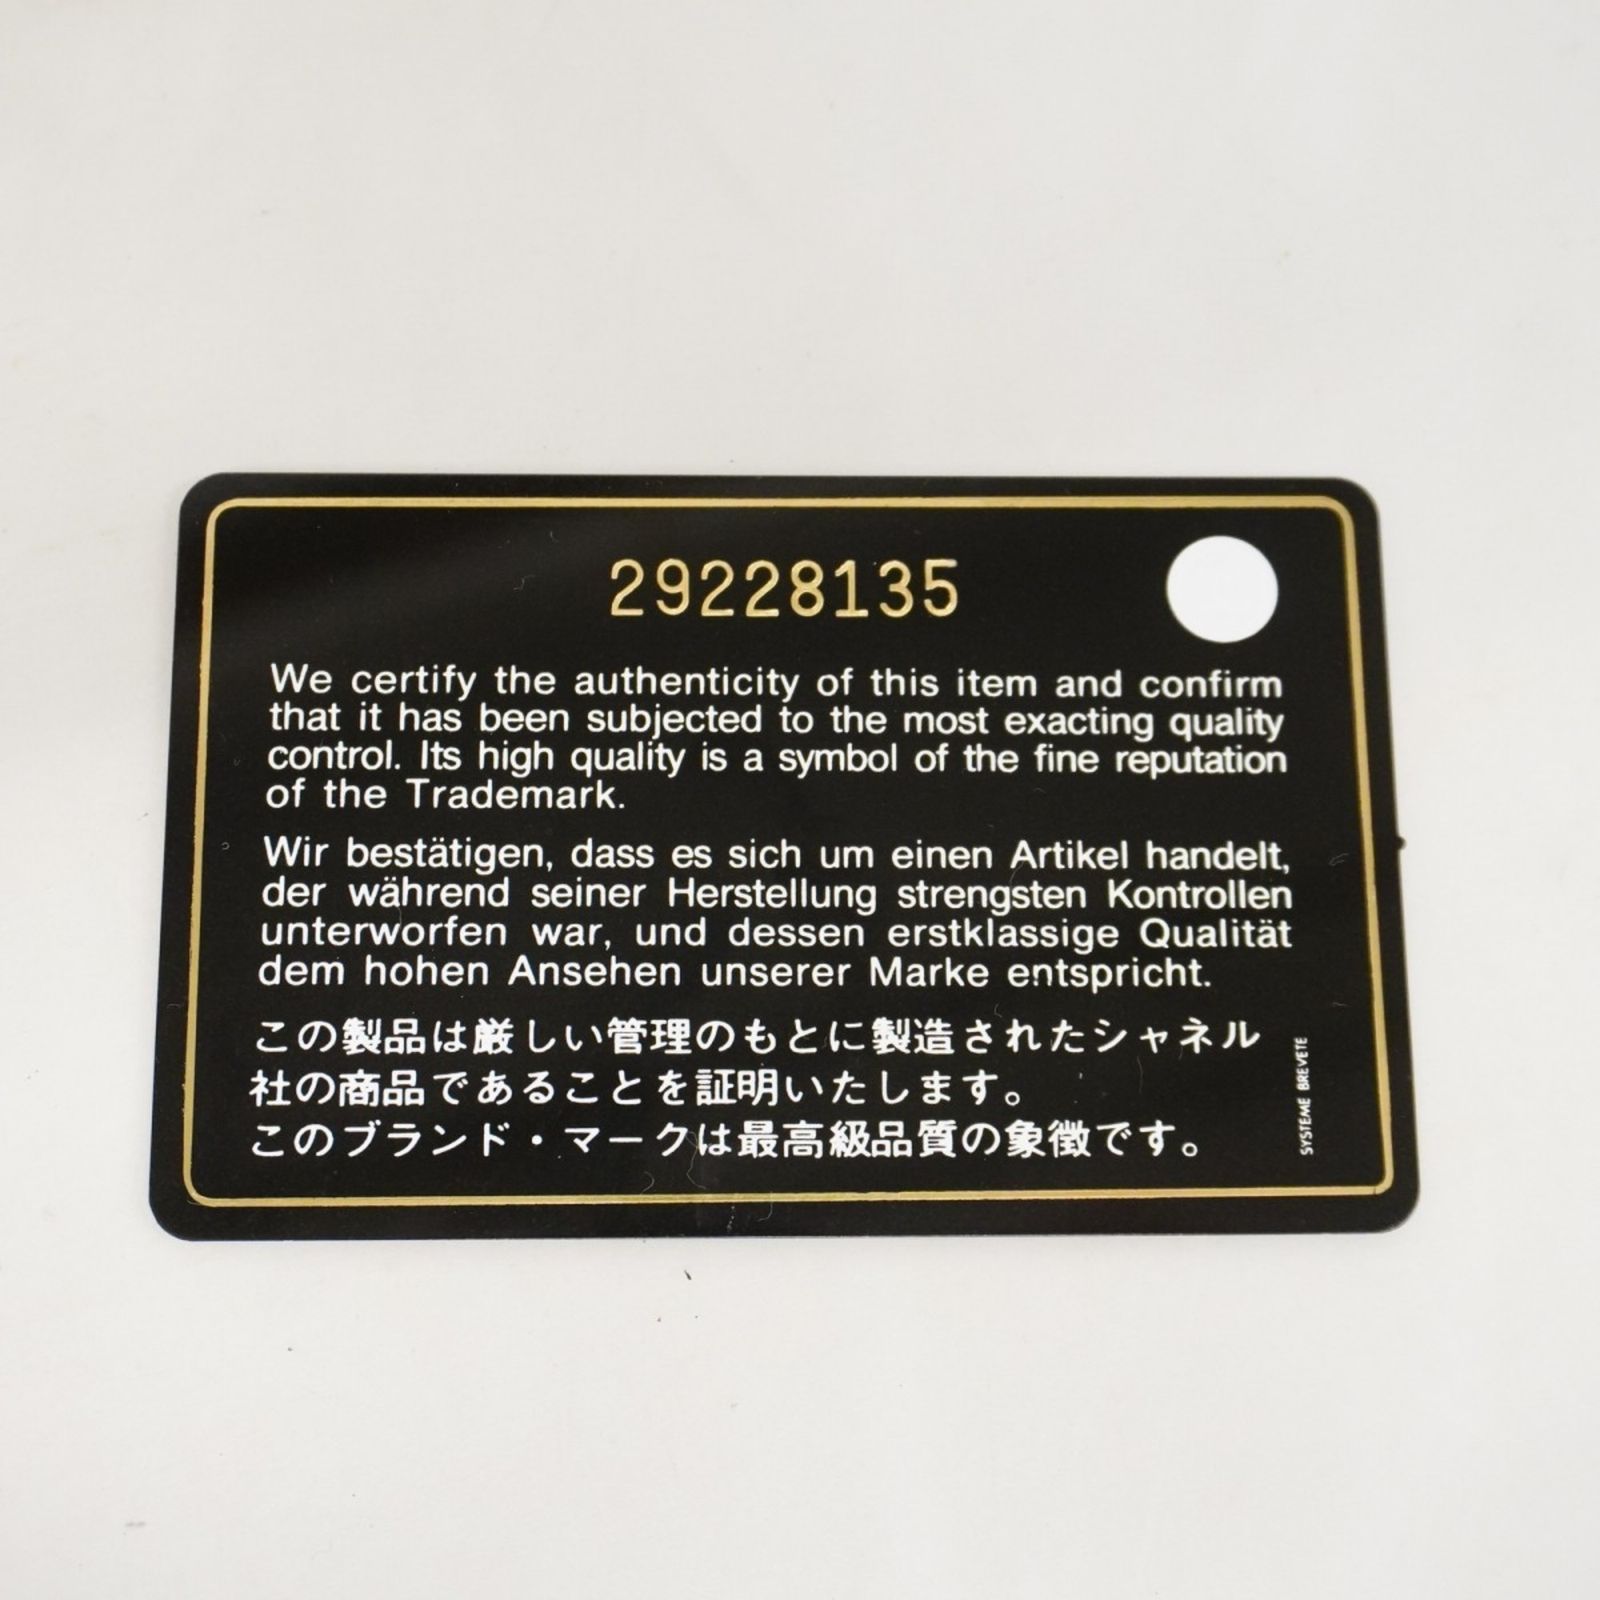 29228135
We certify the authenticity of this item and confirm
that it has been subjected to the most exacting quality
control. Its high quality is a symbol of the fine reputation
of the Trademark.
Wir bestätigen, dass es sich um einen Artikel handelt,
der während seiner Herstellung strengsten Kontrollen
unterworfen war, und dessen erstklassige Qualität
dem hohen Ansehen unserer Marke entspricht.
この製品は厳しい管理のもとに製造されたシャネル
社の商品であることを証明いたします。
このブランド・マークは最高級品質の象徴です。
SYSTEME BREVETE